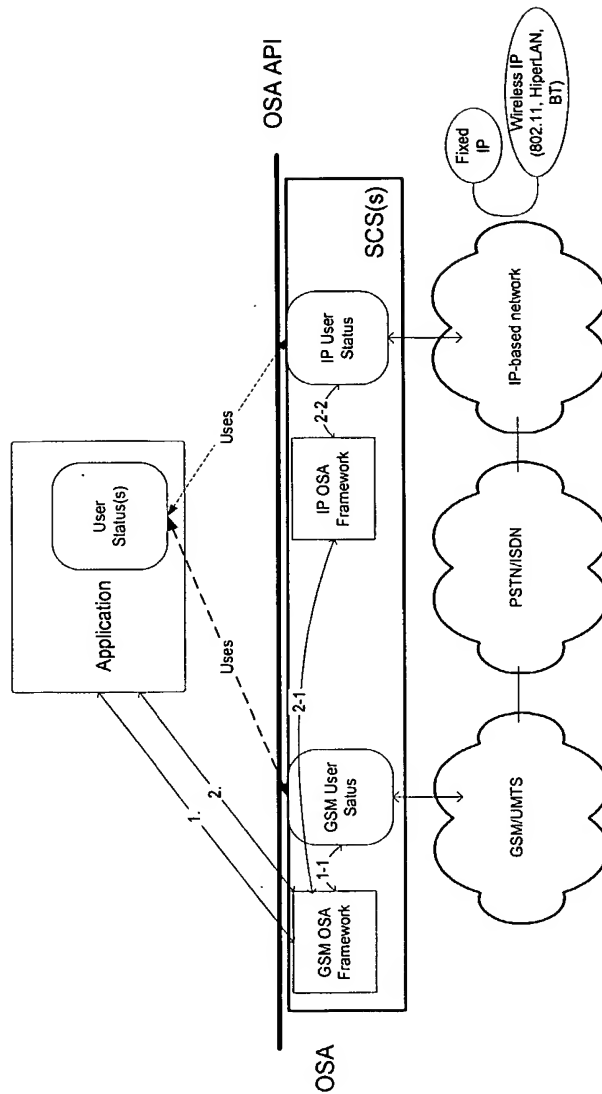 User
Status(s)
Application
Uses
Uses
1.
2.
OSA API
OSA
GSM OSA
Framework
1-1
GSM User
Satus
2-1
IP OSA
Framework
2-2
IP User
Status
SCS(s)
GSM/UMTS
PSTN/ISDN
IP-based network
Fixed
IP
Wireless IP
(802.11, HiperLAN,
BT)